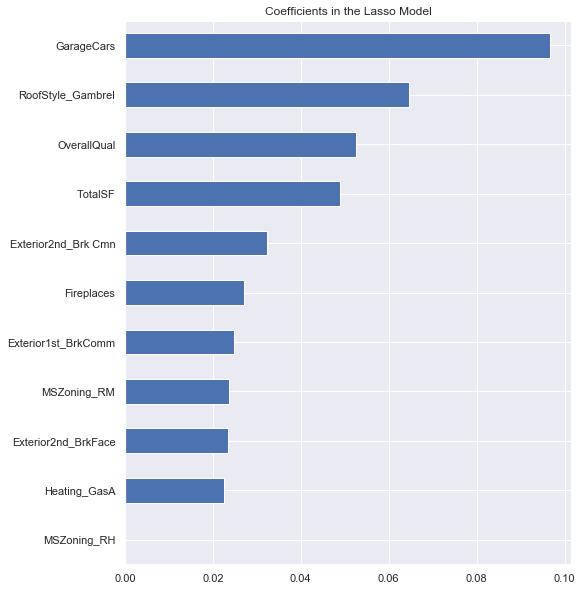 Coefficients in the Lasso Model
GarageCars
RoofStyle_Gambrel
OverallQual
TotalSF
Exterior2nd_Brk Cmn
Fireplaces
Exterior1st_BrkComm
MSZoning_RM
Exterior2nd_BrkFace
Heating_GasA
MSZoning_RH
0.00 0.02 0.04 0.06 0.08 0.10